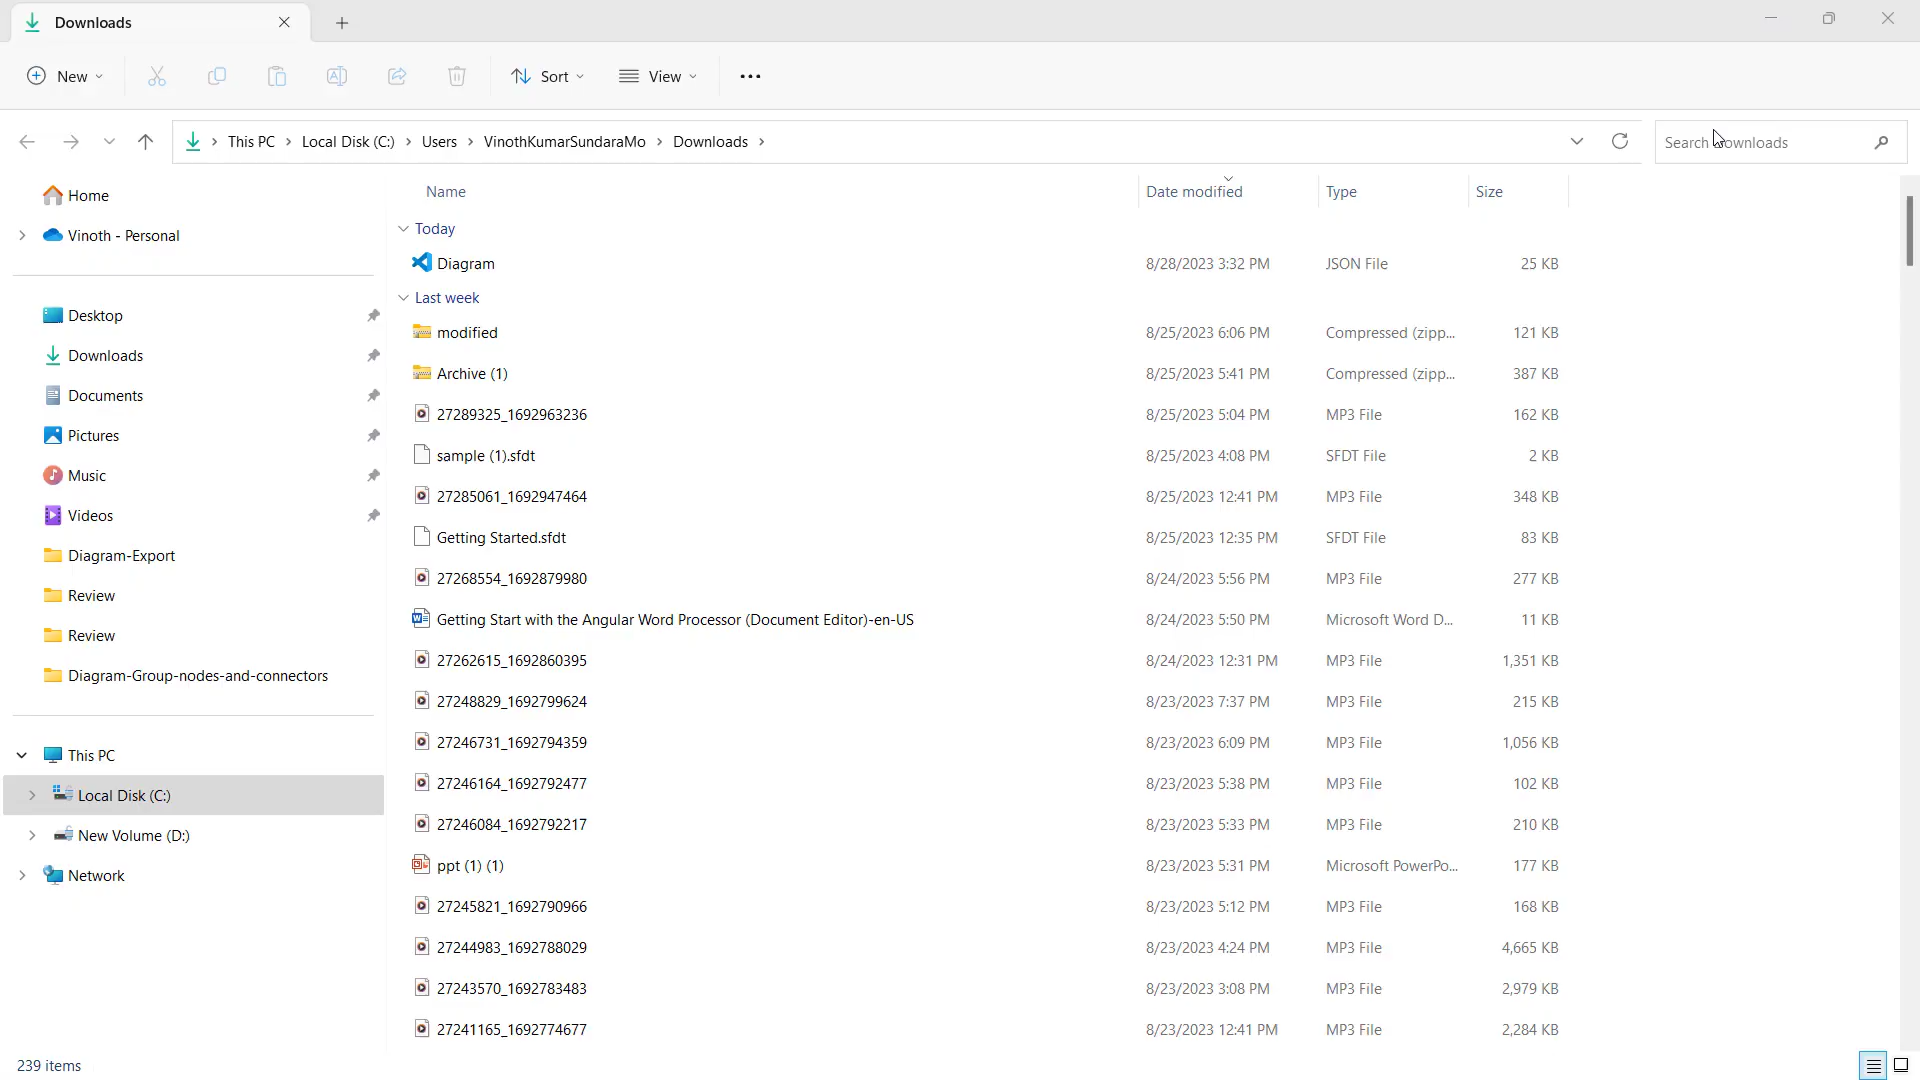 Downloads
New
Sort
View
This PC
Local Disk (C:)
Users
VinothKumarSundaraMo
Downloads
Search
ownloads
Home
Vinoth - Personal
Desktop
Downloads
Documents
Pictures
Music
Videos
Diagram-Export
Review
Review
Diagram-Group-nodes-and-connectors
This PC
Local Disk (C:)
New Volume (D:)
Network
Name Date modified Type Size
Today
Diagram 8/28/2023 3:32 PM JSON File 25 KB
Last week
modified 8/25/2023 6:06 PM Compressed (zipp... 121 KB
Archive (1) 8/25/2023 5:41 PM Compressed (zipp... 387 KB
27289325_1692963236 8/25/2023 5:04 PM MP3 File 162 KB
sample (1).sfdt 8/25/2023 4:08 PM SFDT File 2 KB
27285061_1692947464 8/25/2023 12:41 PM MP3 File 348 KB
Getting Started.sfdt 8/25/2023 12:35 PM SFDT File 83 KB
27268554_1692879980 8/24/2023 5:56 PM MP3 File 277 KB
Getting Start with the Angular Word Processor (Document Editor)-en-US 8/24/2023 5:50 PM Microsoft Word D... 11 KB
27262615_1692860395 8/24/2023 12:31 PM MP3 File 1,351 KB
27248829_1692799624 8/23/2023 7:37 PM MP3 File 215 KB
27246731_1692794359 8/23/2023 6:09 PM MP3 File 1,056 KB
27246164_1692792477 8/23/2023 5:38 PM MP3 File 102 KB
27246084_1692792217 8/23/2023 5:33 PM MP3 File 210 KB
ppt (1) (1) 8/23/2023 5:31 PM Microsoft PowerPo... 177 KB
27245821_1692790966 8/23/2023 5:12 PM MP3 File 168 KB
27244983_1692788029 8/23/2023 4:24 PM MP3 File 4,665 KB
27243570_1692783483 8/23/2023 3:08 PM MP3 File 2,979 KB
27241165_1692774677 8/23/2023 12:41 PM MP3 File 2,284 KB
239 items